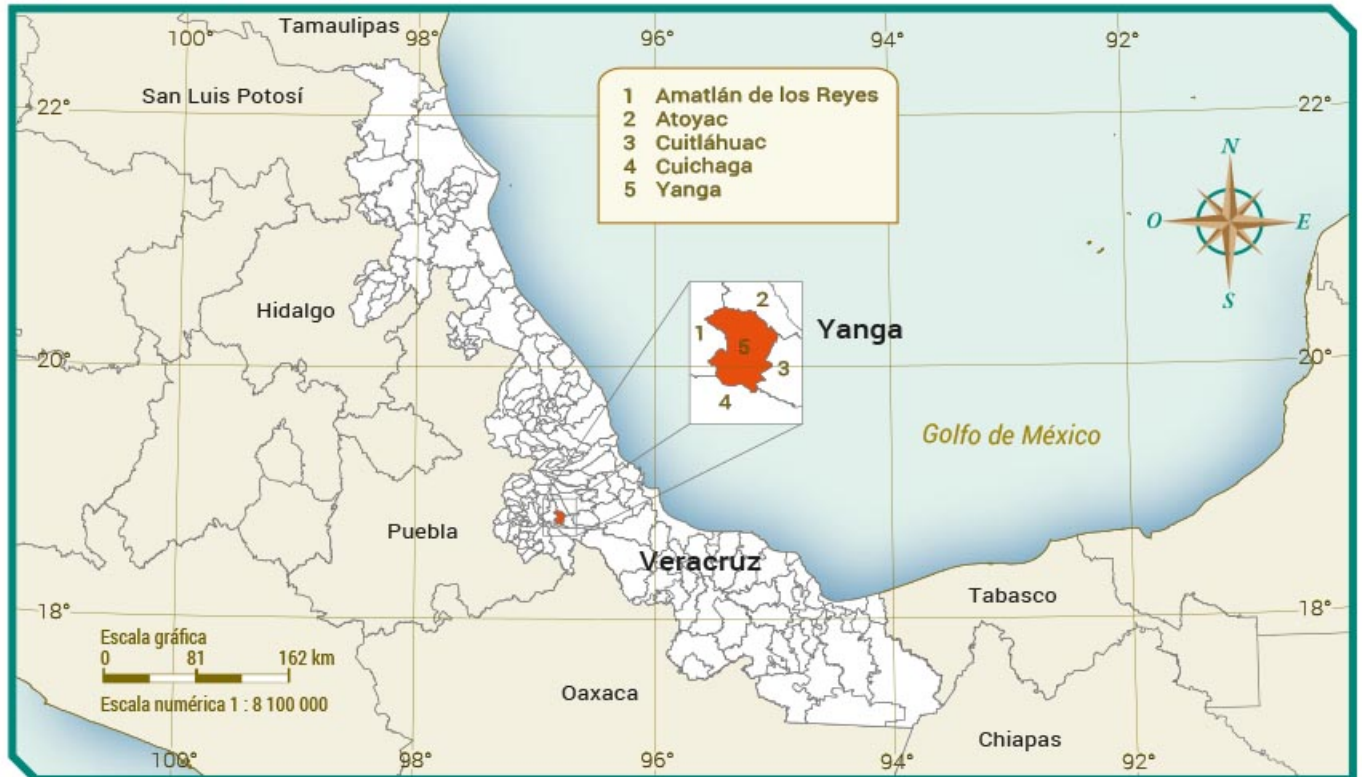 100°
Tamaulipas
98°
96°
94°
92°
San Luis Potosí
22°
22°
1 Amatlán de los Reyes
2 Atoyac
3 Cuitláhuac
4 Cuichaga
5 Yanga
N
O
E
S
Hidalgo
2
1
5
3
4
Yanga
20°
20°
Golfo de México
Puebla
Veracruz
Tabasco
18°
18°
Escala gráfica
0 81 162 km
Escala numérica 1 : 8 100 000
Oaxaca
Chiapas
100°
98°
96°
94°
92°